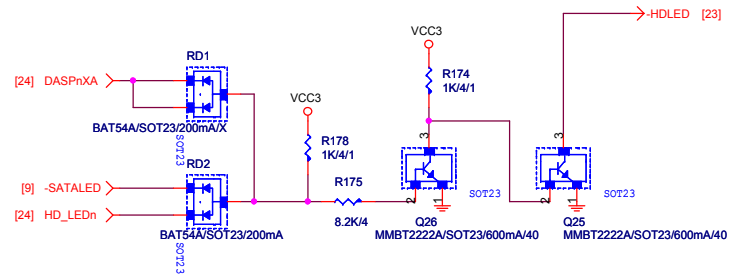 -HDLED [23]
VCC3
RD1
[24] DASPnXA
R174
1K/4/1
VCC3
BAT54A/SOT23/200mA/X
SOT23
R178
1K/4/1
3
3
RD2
[9] -SATALED
R175
SOT23
SOT23
2
1
2
1
[24] HD_LEDn
8.2K/4
Q26
Q25
BAT54A/SOT23/200mA
MMBT2222A/SOT23/600mA/40
MMBT2222A/SOT23/600mA/40
SOT23